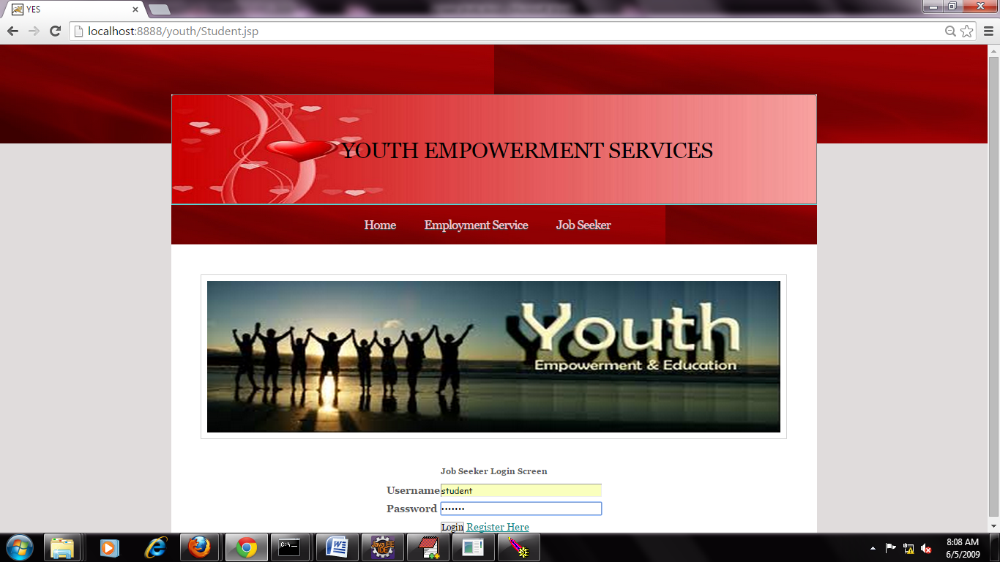 YES
localhost:8888/youth/Student.jsp
YOUTH EMPOWERMENT SERVICES
Home Employment Service Job Seeker
Youth
Empowerment & Education
Job Seeker Login Screen
Username student
Password •••••••
Login Register Here
C:\_
W
Java EE
IDE
8:08 AM
6/5/2009